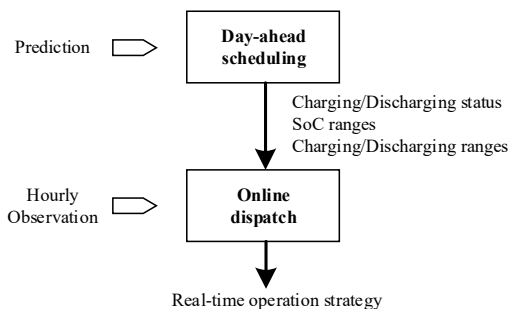 Prediction
Day-ahead
scheduling
Charging/Discharging status
SoC ranges
Charging/Discharging ranges
Hourly
Observation
Online
dispatch
Real-time operation strategy